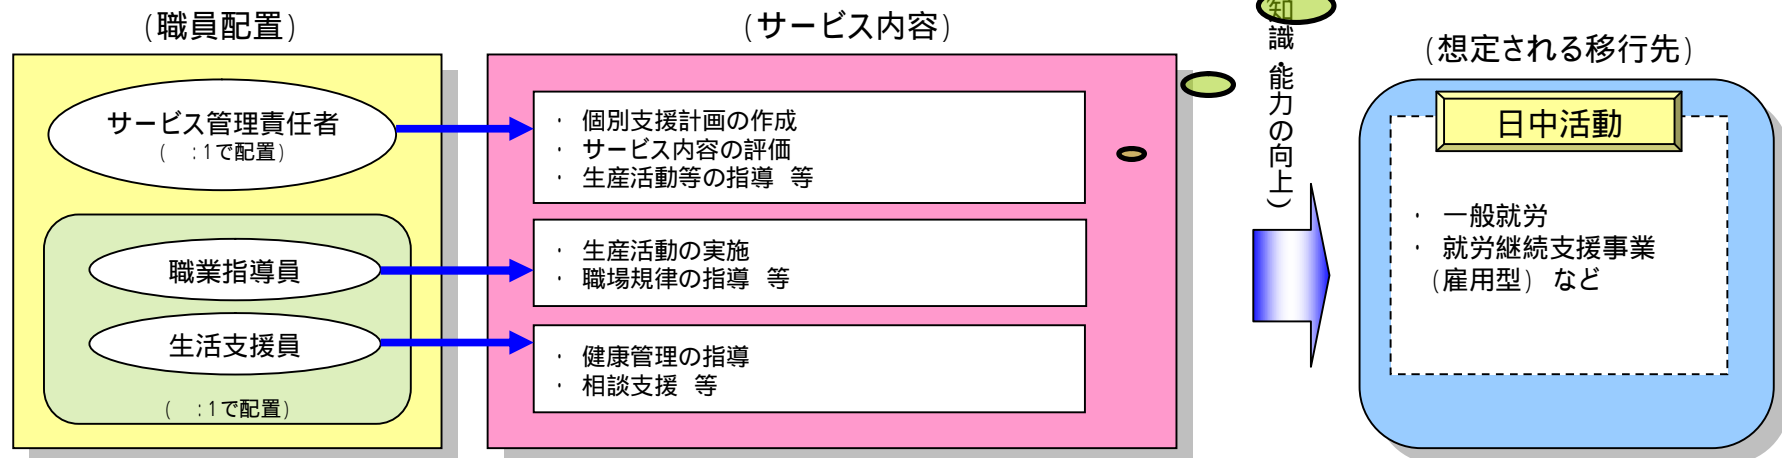 (職員配置)
サービス管理責任者
( :1で配置)
職業指導員
生活支援員
( :1で配置)
(サービス内容)
・ 個別支援計画の作成
・ サービス内容の評価
・ 生産活動等の指導 等
・ 生産活動の実施
・ 職場規律の指導 等
・ 健康管理の指導
・ 相談支援 等
知識・能力の向上)
(想定される移行先)
日中活動
・ 一般就労
・ 就労継続支援事業
(雇用型) など